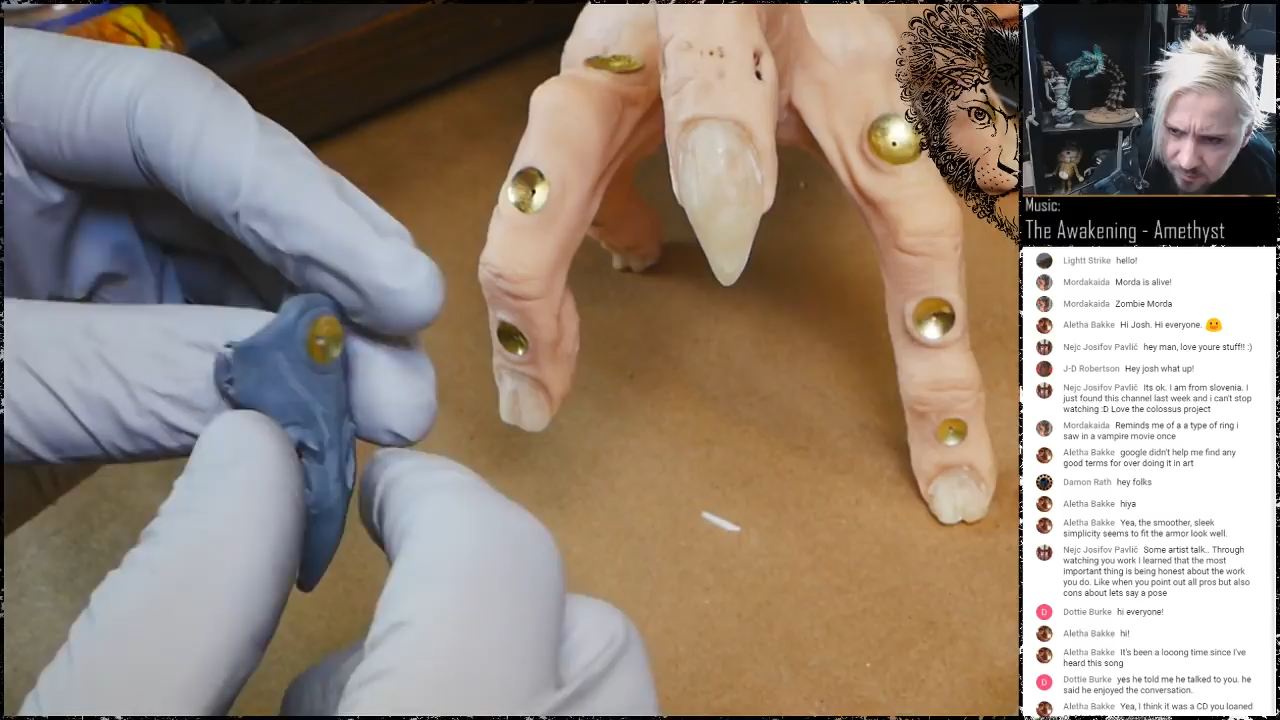 Music:
The Awakening - Amethyst
Lightt Strike hello!
Mordakaida Morda is alive!
Mordakaida Zombie Morda
Aletha Bakke Hi Josh. Hi everyone.
Nejc Josifov Pavlič hey man, love youre stuff!! :)
J-D Robertson Hey josh what up!
Nejc Josifov Pavlič Its ok. I am from slovenia. I
just found this channel last week and i can't stop
watching :D Love the colossus project
Mordakaida Reminds me of a a type of ring i
saw in a vampire movie once
Aletha Bakke google didn't help me find any
good terms for over doing it in art
Damon Rath hey folks
Aletha Bakke hiya
Aletha Bakke Yea, the smoother, sleek
simplicity seems to fit the armor look well.
Nejc Josifov Pavlič Some artist talk.. Through
watching you work I learned that the most
important thing is being honest about the work
you do. Like when you point out all pros but also
cons about lets say a pose
D Dottie Burke hi everyone!
Aletha Bakke hi!
Aletha Bakke It's been a looong time since I've
heard this song
D Dottie Burke yes he told me he talked to you. he
said he enjoyed the conversation.
Aletha Bakke Yea, I think it was a CD you loaned